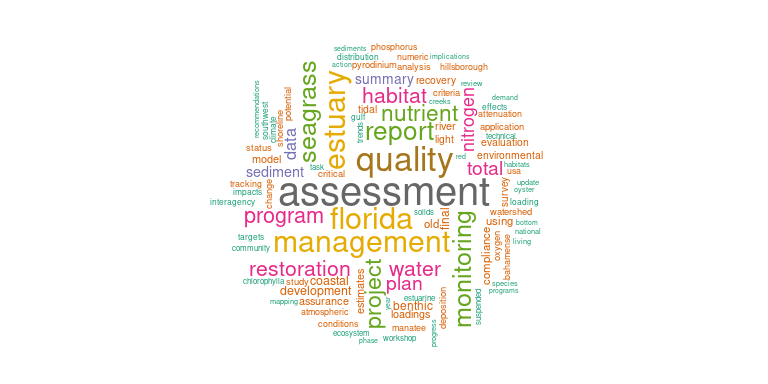 sediments
phosphorus
distribution
numeric
implications
action
pyrodinium
analysis
hillsborough
summary
recovery
review
recommendations
southwest
climate
shoreline
potential
seagrass
estuary
habitat
criteria
creeks
nitrogen
demand
effects
attenuation
tidal
gulf
nutrient
trends
report
river
light
application
technical
evaluation
status
data
model
quality
red
environmental
habitats
usa
task
critical
total
sediment
tracking
impacts
change
assessment
survey
update
oyster
interagency
loading
program
florida
solids
old
final
watershed
using
bottom
national
living
targets
community
management
monitoring
compliance
oxygen
bahamense
restoration
water
project
plan
chlorophylla
study
coastal
estimates
species
programs
development
mapping
assurance
year
estuarine
benthic
suspended
atmospheric
loadings
deposition
conditions
manatee
progress
ecosystem
phase
workshop